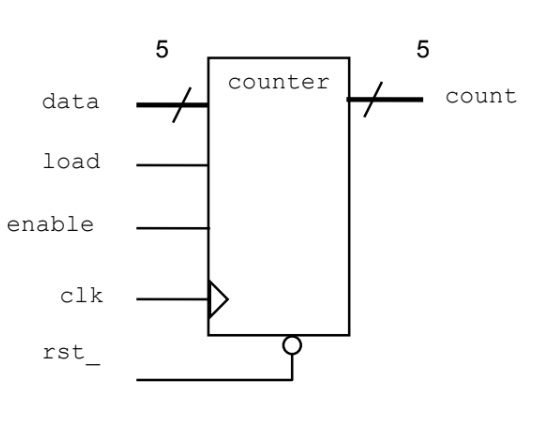 5
5
counter
data
count
load
enable
clk
rst_